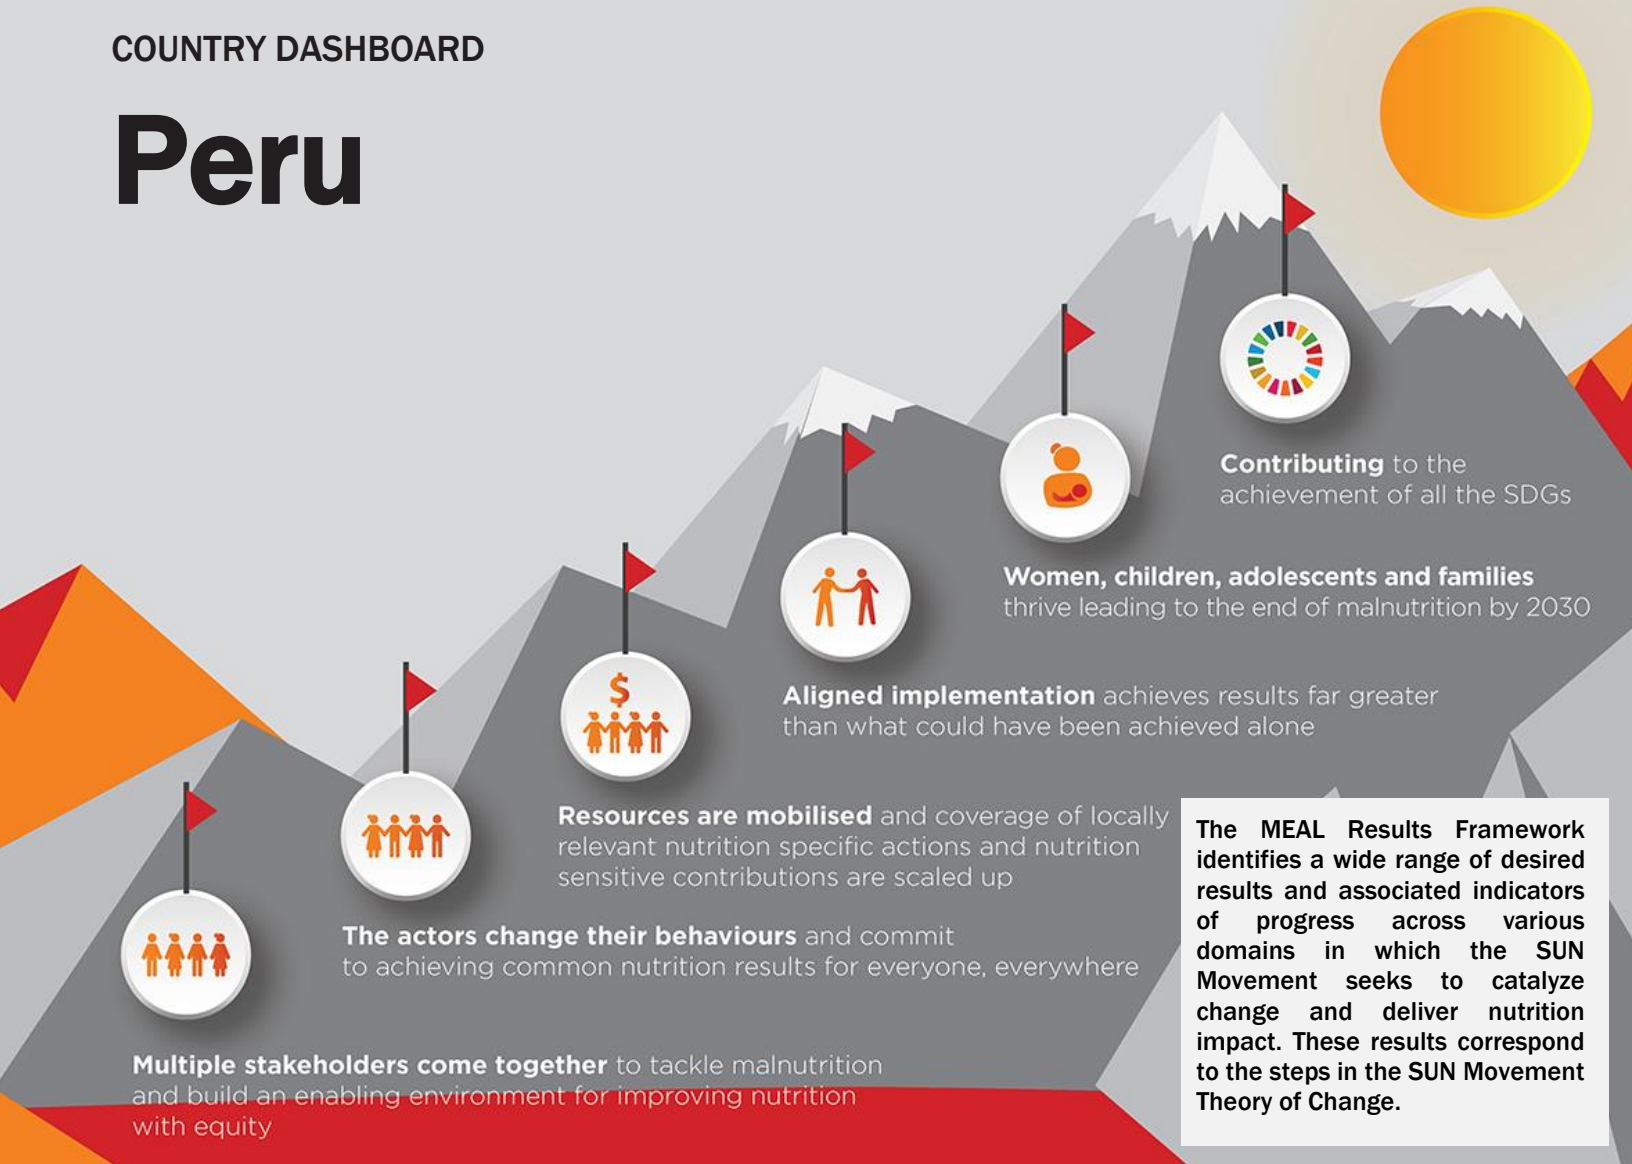 COUNTRY DASHBOARD
Peru
Contributing to the
achievement of all the SDGs
Women, children, adolescents and families
thrive leading to the end of malnutrition by 2030
Aligned implementation achieves results far greater
than what could have been achieved alone
$
Resources are mobilised and coverage of locally
relevant nutrition specific actions and nutrition
sensitive contributions are scaled up
The actors change their behaviours and commit
to achieving common nutrition results for everyone, everywhere
Multiple stakeholders come together to tackle malnutrition
and build an enabling environment for improving nutrition
with equity
The MEAL Results Framework
identifies a wide range of desired
results and associated indicators
of progress across various
domains in which the SUN
Movement seeks to catalyze
change and deliver nutrition
impact. These results correspond
to the steps in the SUN Movement
Theory of Change.